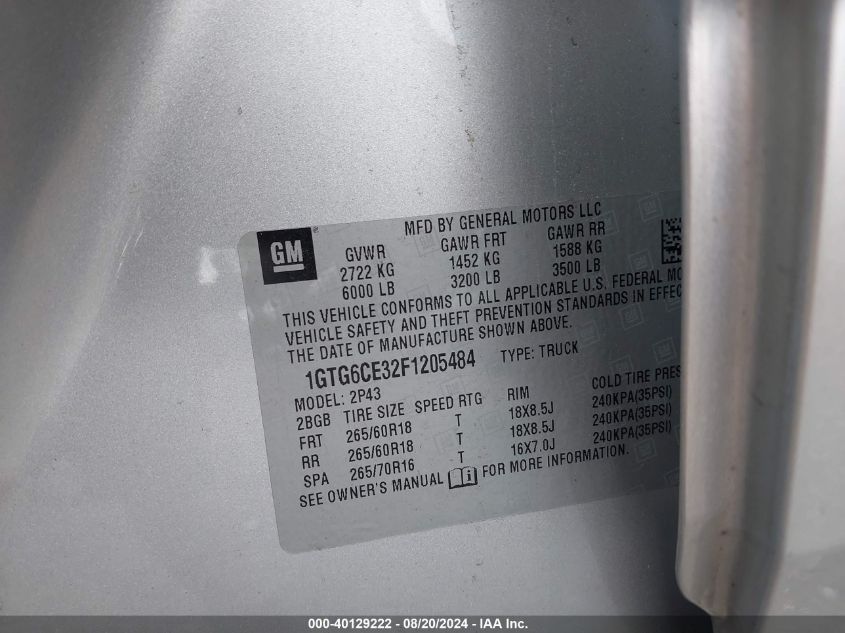 MFD BY GENERAL MOTORS LLC
GM
GVWR GAWR FRT GAWR RR
2722 KG 1452 KG 1588 KG
6000 LB 3200 LB 3500 LB
THIS VEHICLE CONFORMS TO ALL APPLICABLE U.S. FEDERAL
VEHICLE SAFETY AND THEFT PREVENTION STANDARDS IN
THE DATE OF MANUFACTURE SHOWN ABOVE.
1GTG6CE32F1205484 TYPE: TRUCK
MODEL: 2P43
2BGB TIRE SIZE SPEED RTG RIM COLD TIRE
FRT 265/60R18 T 18X8.5J 240KPA(35PSI)
RR 265/60R18 T 18X8.5J 240KPA(35PSI)
SPA 265/70R16 T 16X7.0J 240KPA(35PSI)
SEE OWNER'S MANUAL FOR MORE INFORMATION.
000-40129222 - 08/20/2024 - IAA Inc.